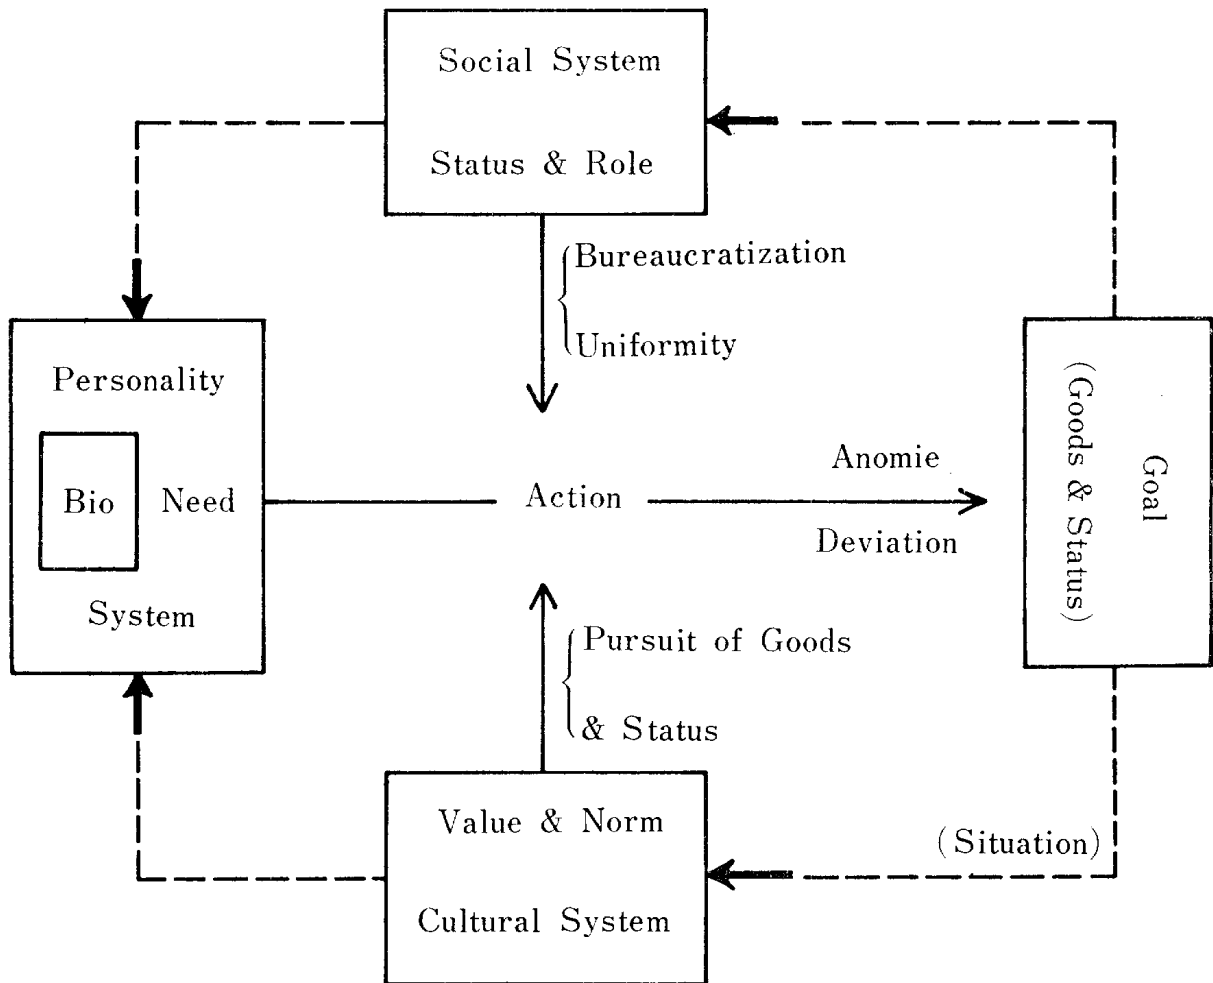 Social System
Status & Role
Bureaucratization
Uniformity
Personality
Bio Need
System
Action
Anomie
Deviation
Goal
(Goods & Status)
Pursuit of Goods
& Status
Value & Norm
Cultural System
(Situation)